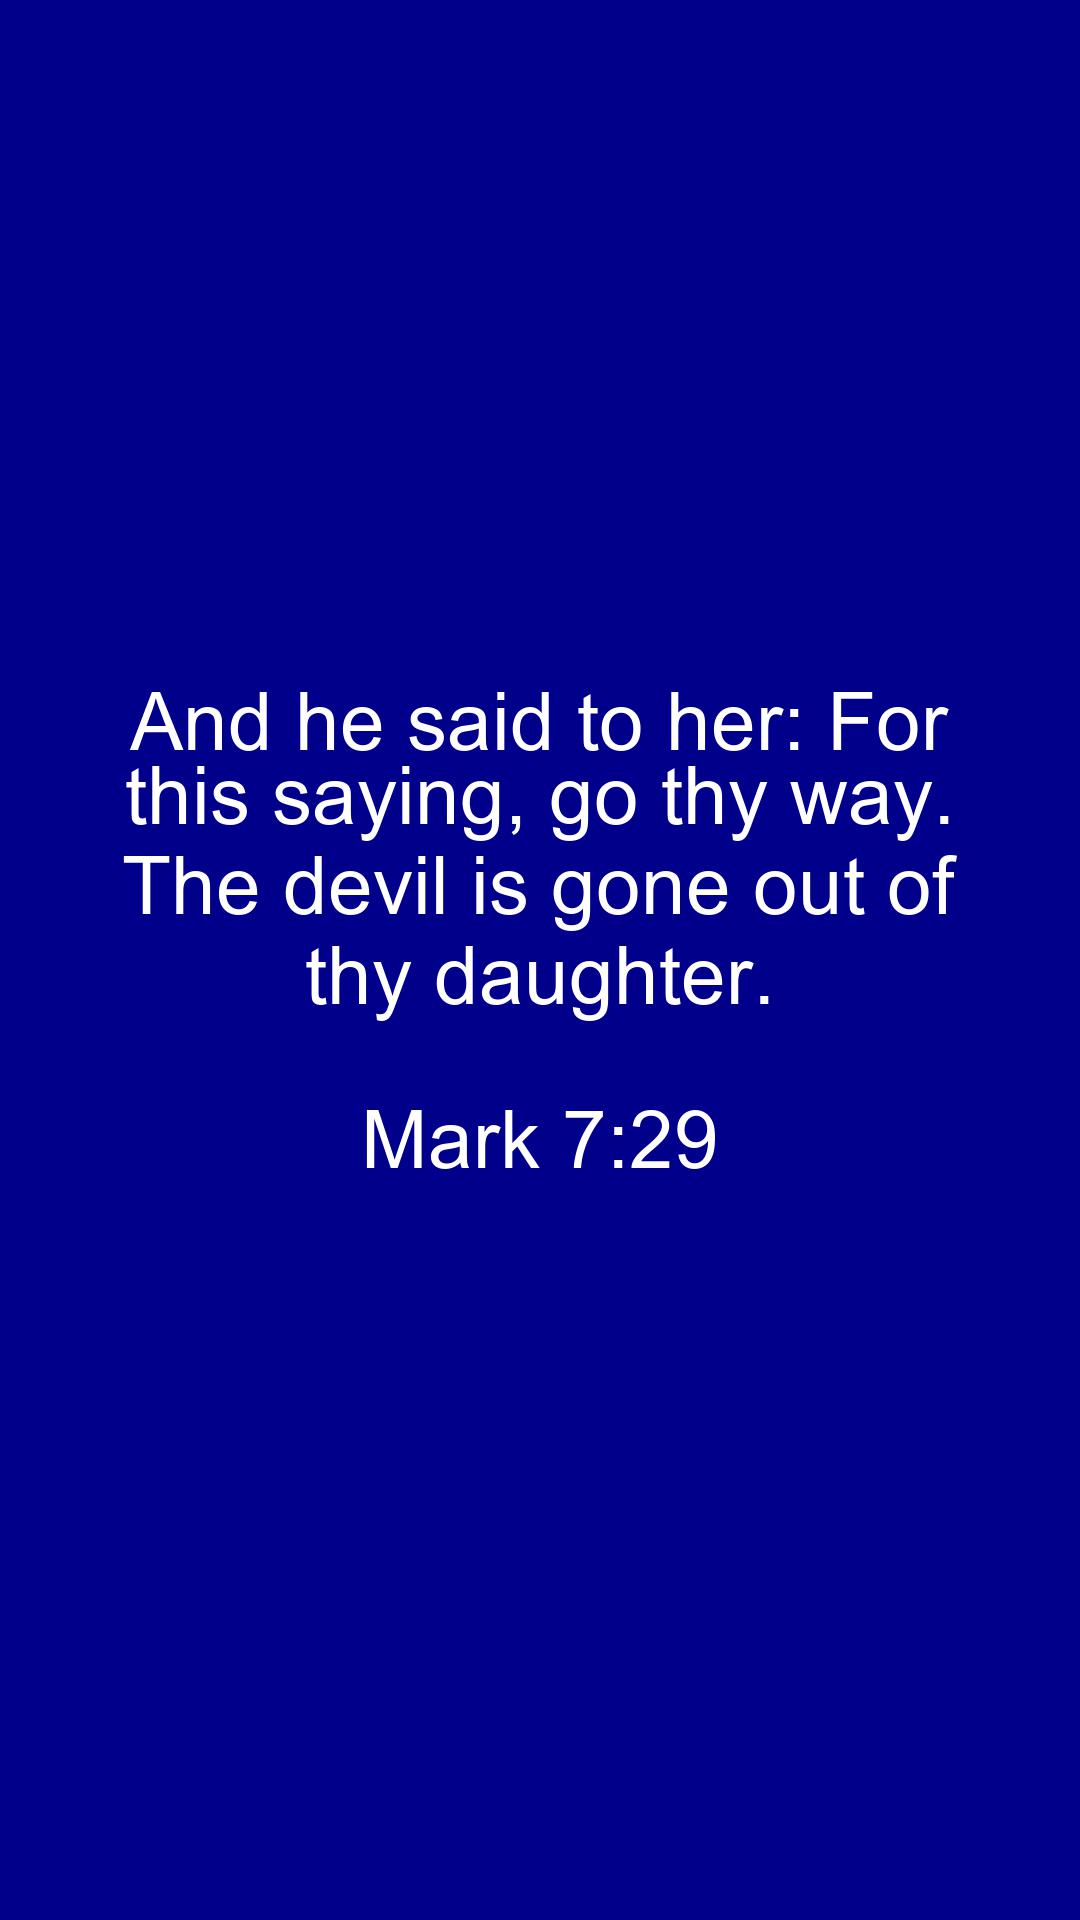 And he said to her: For
this saying, go thy way.
The devil is gone out of
thy daughter.
Mark 7:29